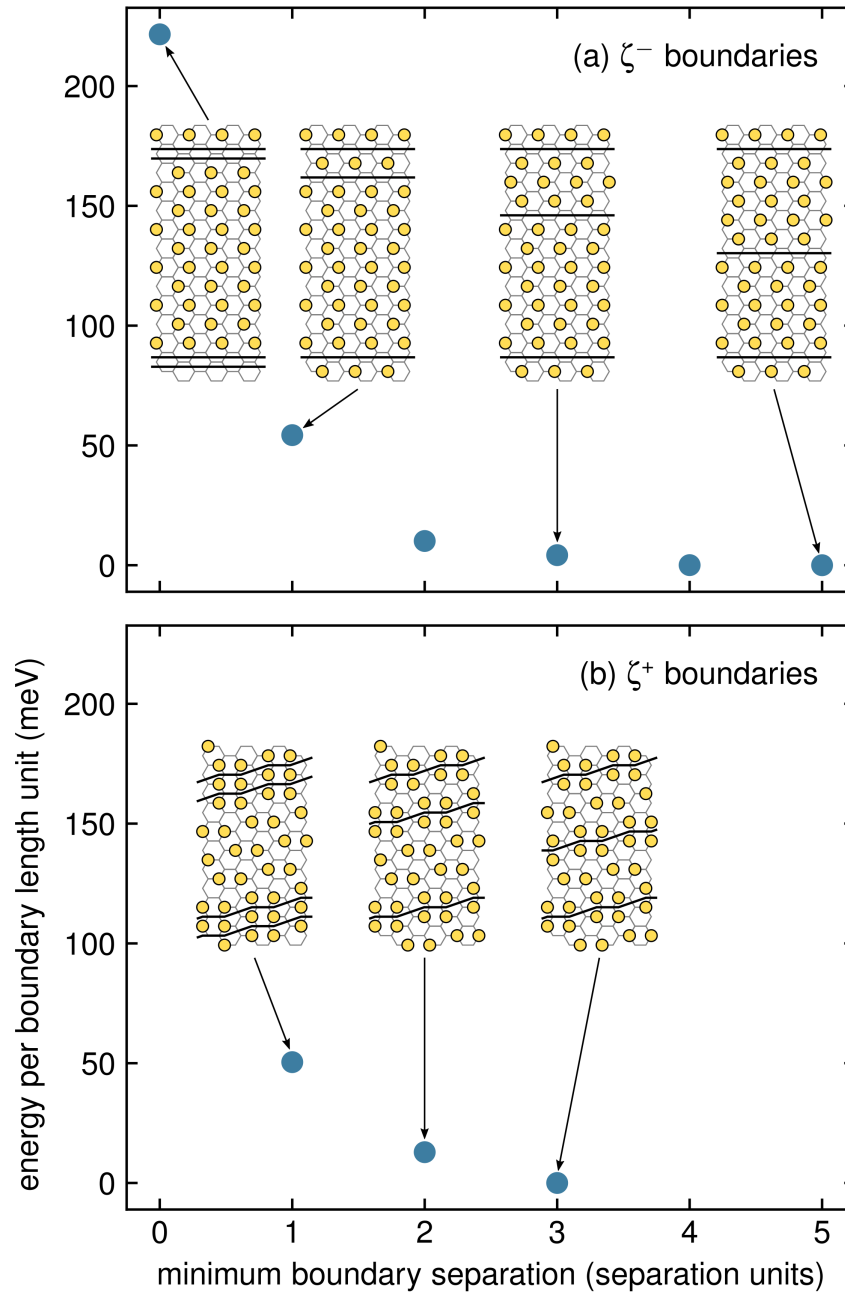 (a) ζ⁻ boundaries
200
150
100
50
0
(b) ζ⁺ boundaries
200
150
100
50
0
energy per boundary length unit (meV)
0 1 2 3 4 5
minimum boundary separation (separation units)